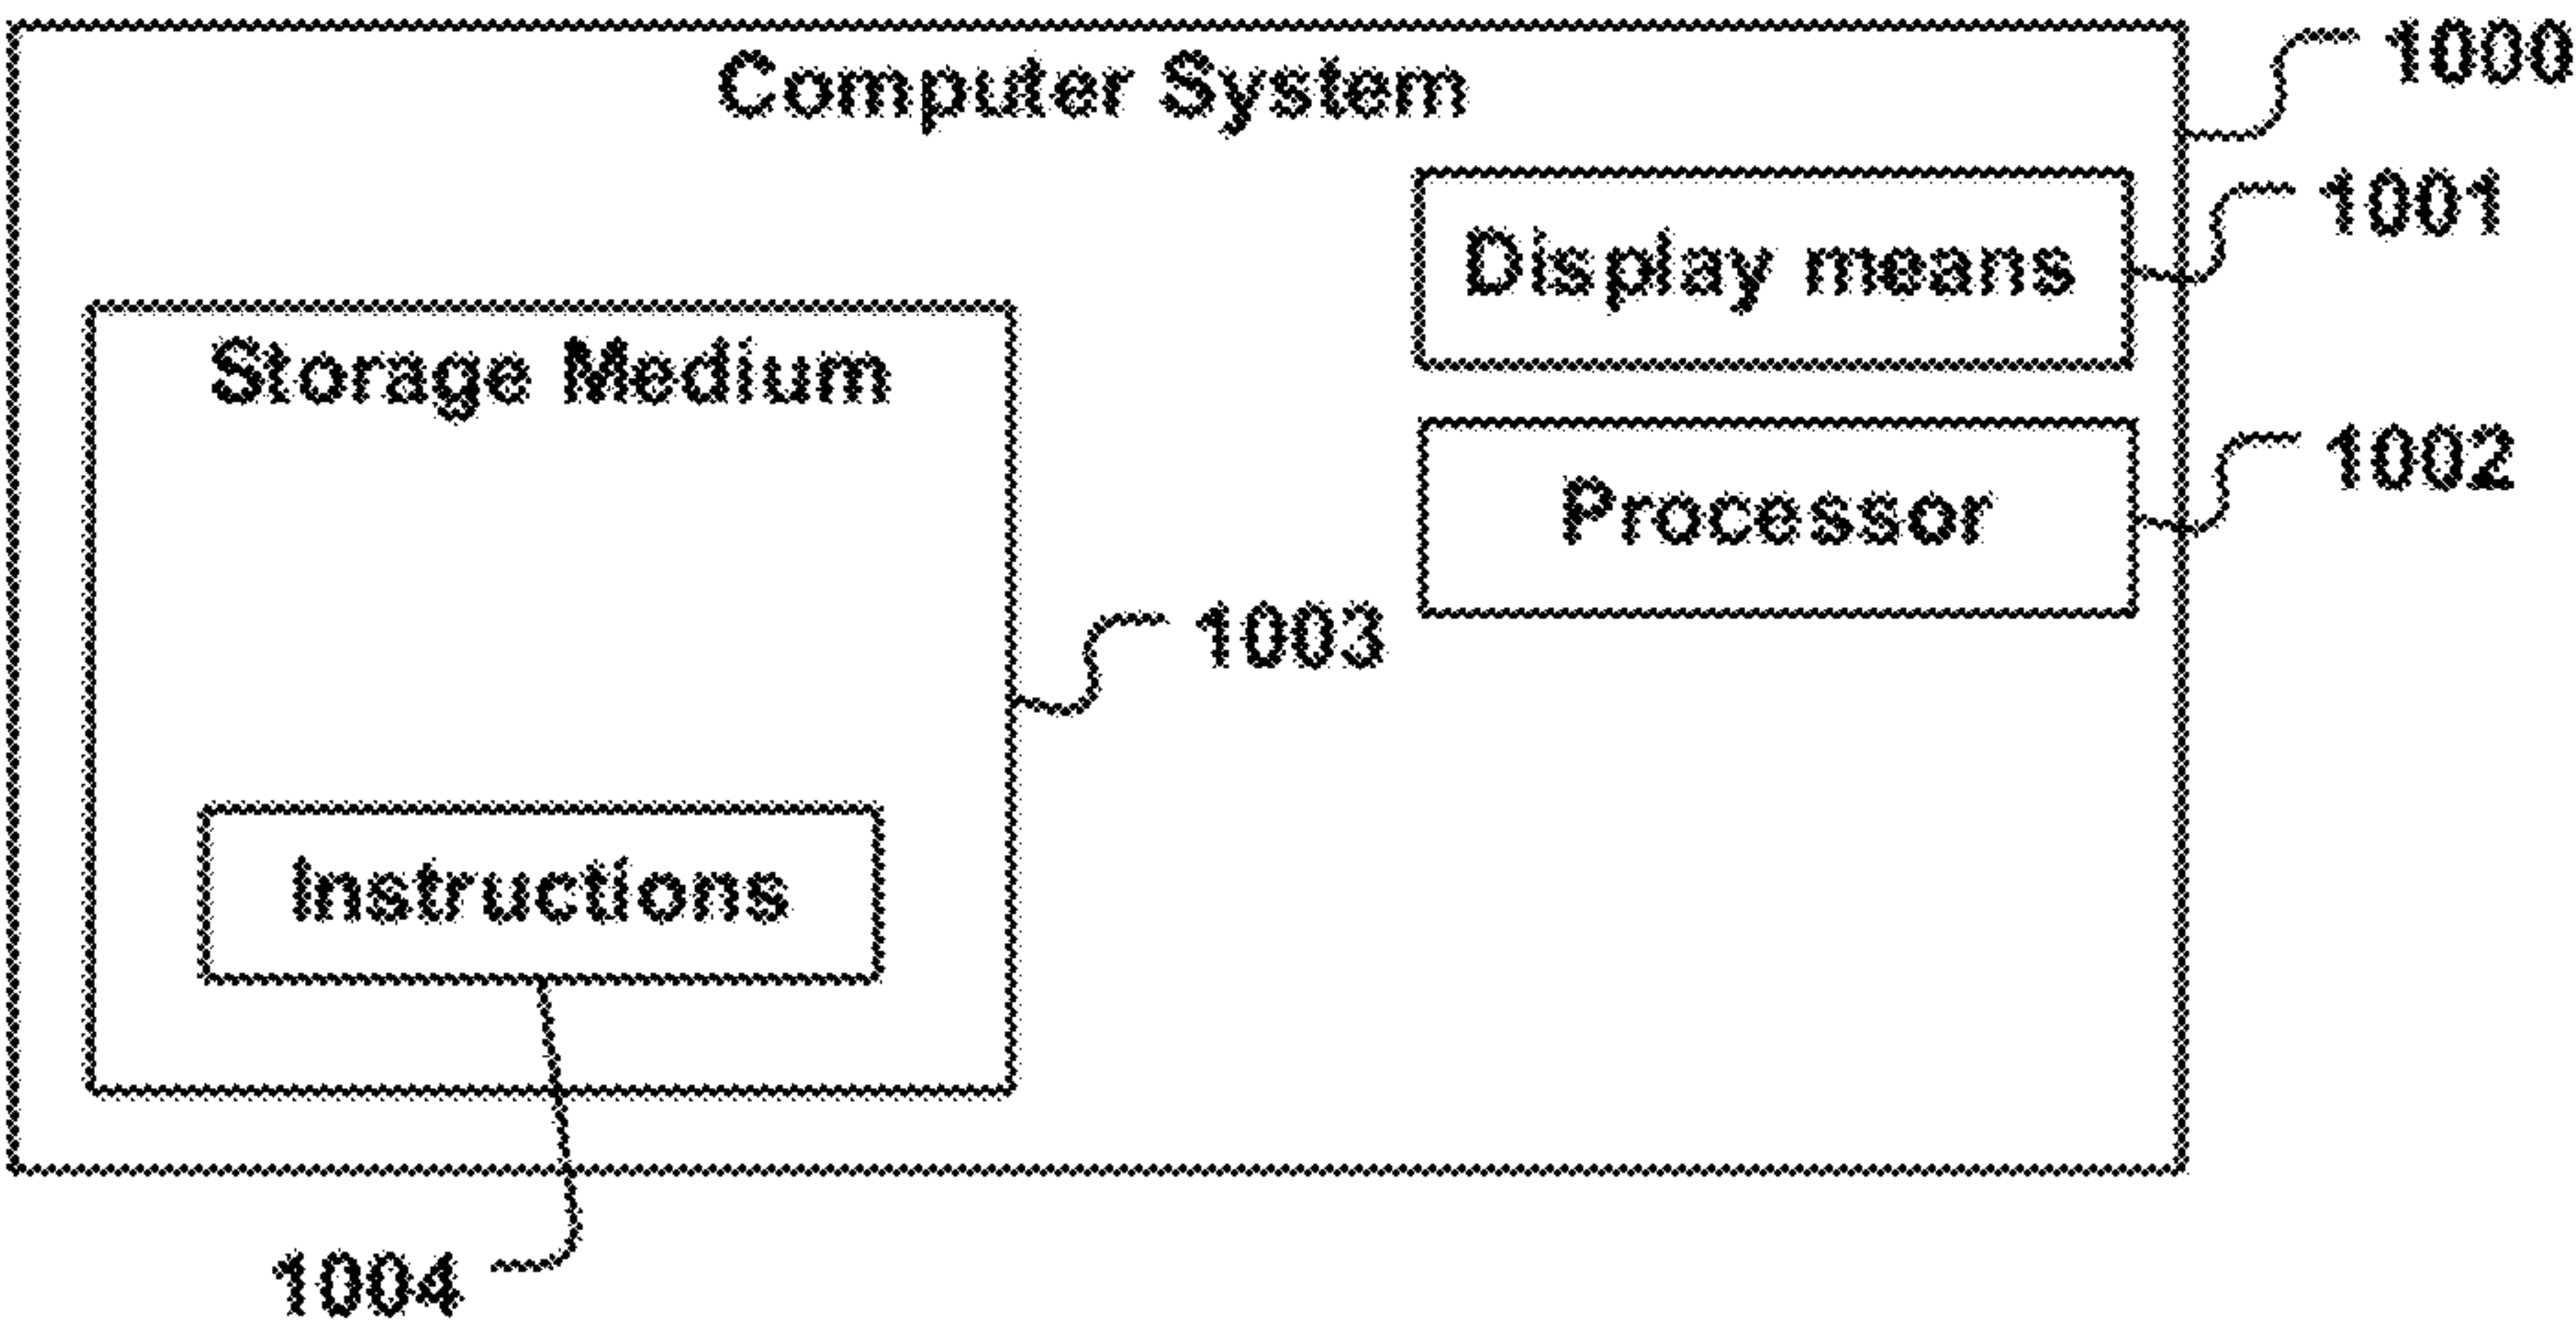 Computer System
1000
Display means
1001
Storage Medium
Processor
1002
1003
Instructions
1004